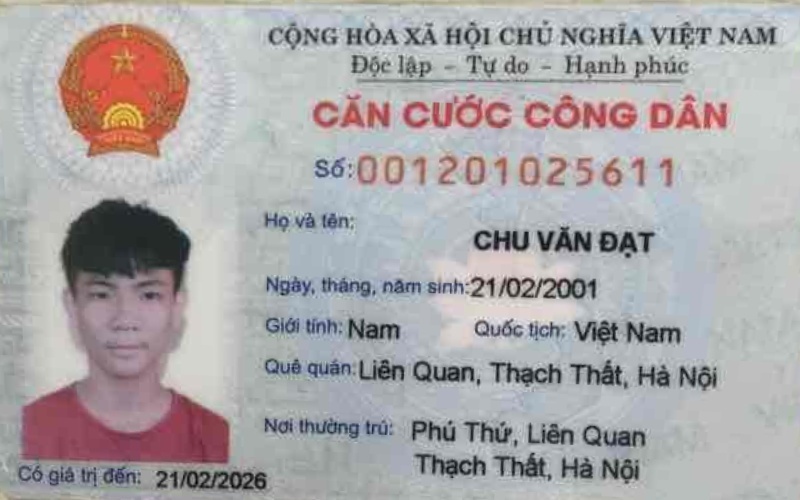 CỘNG HÒA XÃ HỘI CHỦ NGHĨA VIỆT NAM
Độc lập - Tự do - Hạnh phúc
CĂN CƯỚC CÔNG DÂN
Số: 001201025611
Họ và tên:
CHU VĂN ĐẠT
Ngày, tháng, năm sinh: 21/02/2001
Giới tính: Nam Quốc tịch: Việt Nam
Quê quán: Liên Quan, Thạch Thất, Hà Nội
Nơi thường trú: Phú Thứ, Liên Quan
Thạch Thất, Hà Nội
Có giá trị đến: 21/02/2026